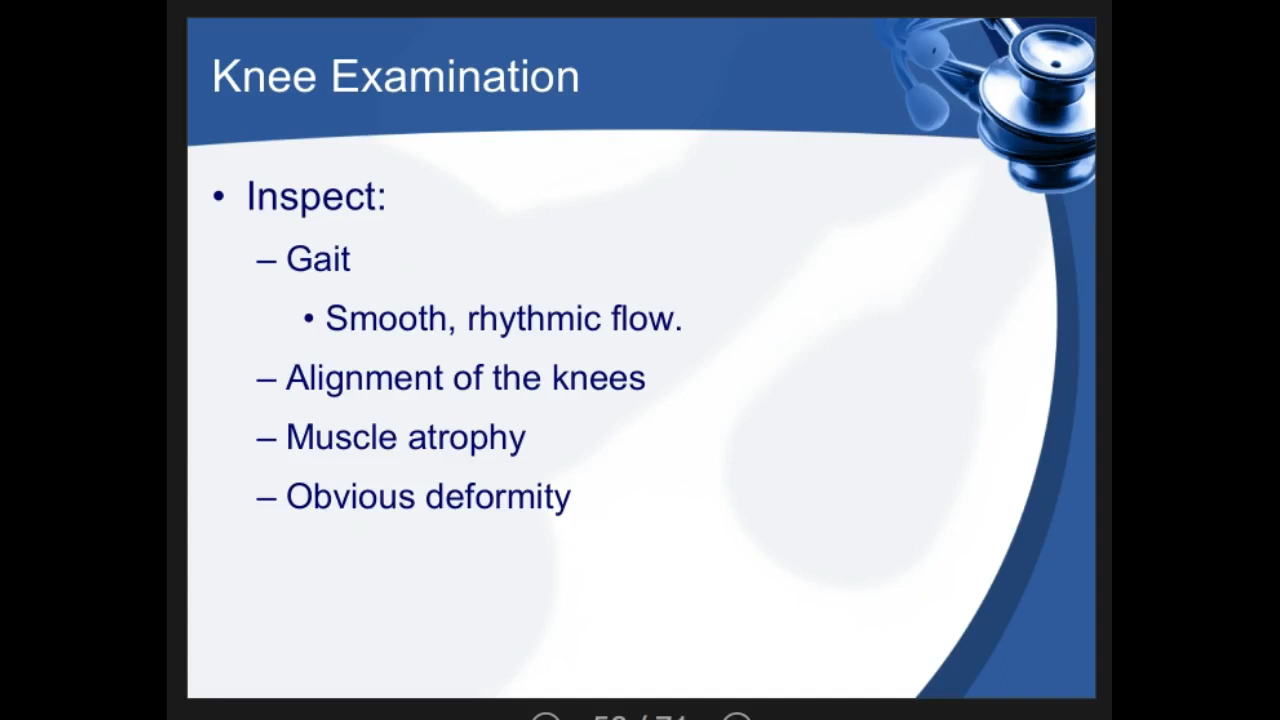 Knee Examination
• Inspect:
– Gait
• Smooth, rhythmic flow.
– Alignment of the knees
– Muscle atrophy
– Obvious deformity